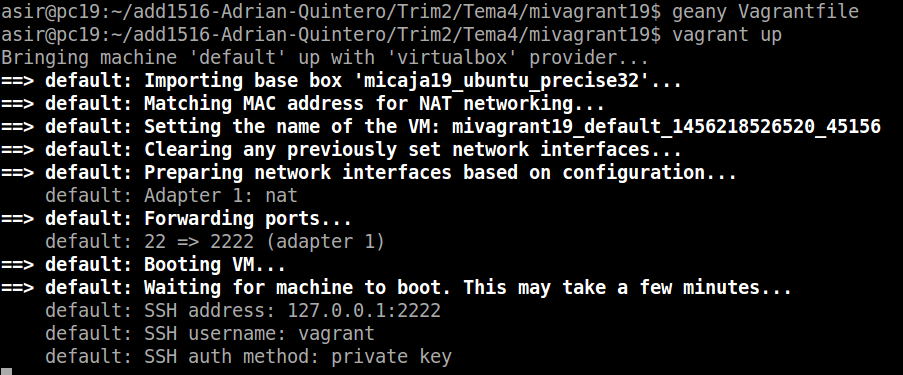 asir@pc19:~/add1516-Adrian-Quintero/Trim2/Tema4/mivagrant19$ geany Vagrantfile
asir@pc19:~/add1516-Adrian-Quintero/Trim2/Tema4/mivagrant19$ vagrant up
Bringing machine 'default' up with 'virtualbox' provider...
==> default: Importing base box 'micaja19_ubuntu_precise32'...
==> default: Matching MAC address for NAT networking...
==> default: Setting the name of the VM: mivagrant19_default_1456218526520_45156
==> default: Clearing any previously set network interfaces...
==> default: Preparing network interfaces based on configuration...
    default: Adapter 1: nat
==> default: Forwarding ports...
    default: 22 => 2222 (adapter 1)
==> default: Booting VM...
==> default: Waiting for machine to boot. This may take a few minutes...
    default: SSH address: 127.0.0.1:2222
    default: SSH username: vagrant
    default: SSH auth method: private key